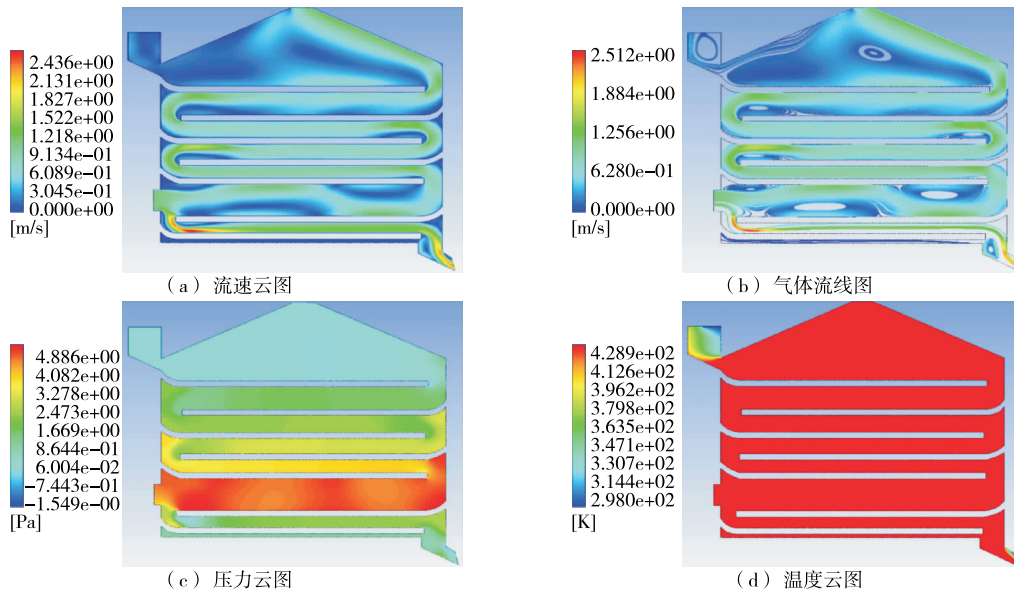 2.436e+00
2.131e+00
1.827e+00
1.522e+00
1.218e+00
9.134e-01
6.089e-01
3.045e-01
0.000e+00
[m/s]
(a) 流速云图
2.512e+00
1.884e+00
1.256e+00
6.280e-01
0.000e+00
[m/s]
(b) 气体流线图
4.886e+00
4.082e+00
3.278e+00
2.473e+00
1.669e+00
8.644e-01
6.004e-02
-7.443e-01
-1.549e-00
[Pa]
(c) 压力云图
4.289e+02
4.126e+02
3.962e+02
3.798e+02
3.635e+02
3.471e+02
3.307e+02
3.144e+02
2.980e+02
[K]
(d) 温度云图